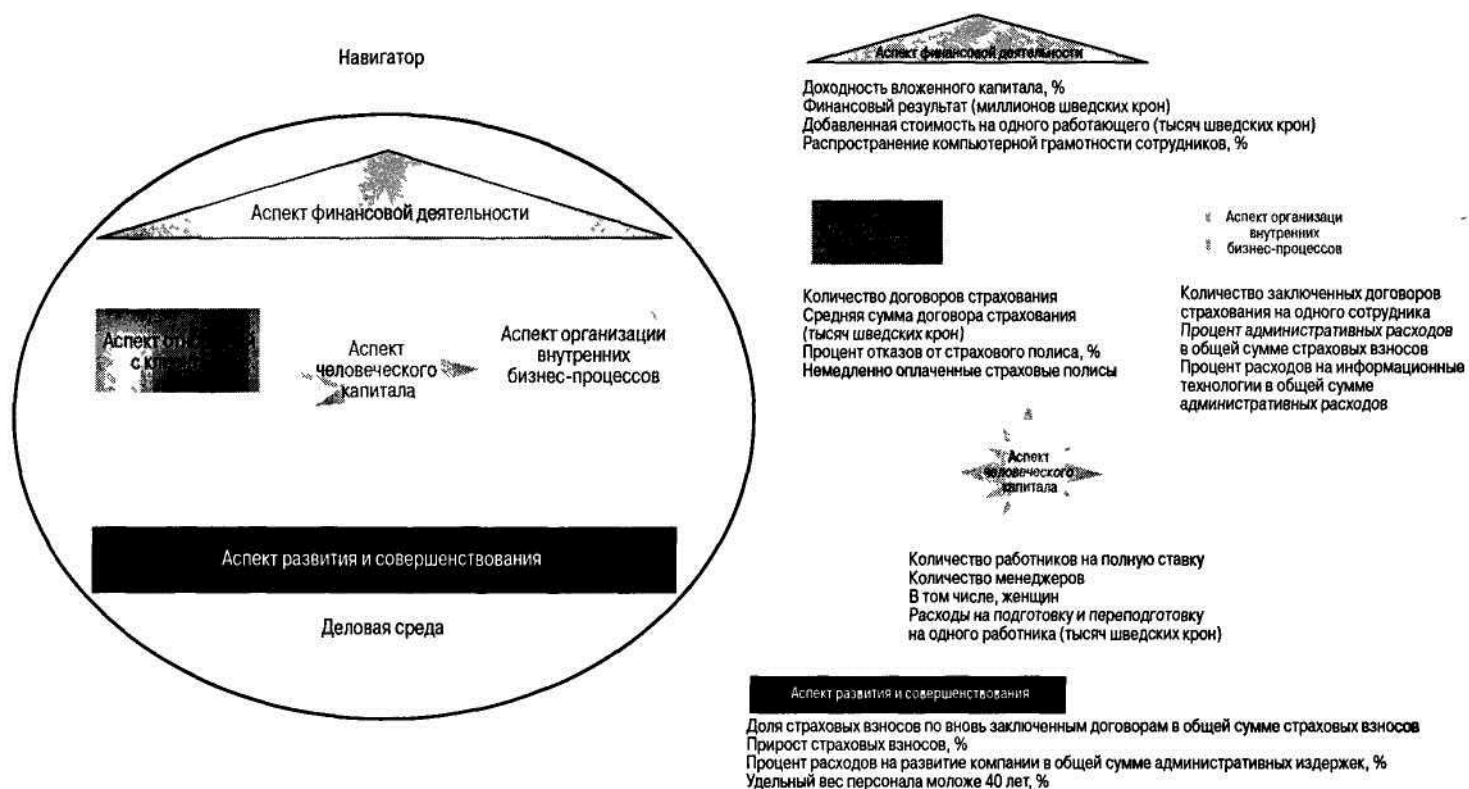 Навигатор
Аспект финансовой деятельности
Аспект
с
Аспект
человеческого
капитала
Аспект организации
внутренних
бизнес-процессов
Аспект развития и совершенствования
Деловая среда
Аспект финансовой деятельности
Доходность вложенного капитала, %
Финансовый результат (миллионов шведских крон)
Добавленная стоимость на одного работающего (тысяч шведских крон)
Распространение компьютерной грамотности сотрудников, %
Количество договоров страхования
Средняя сумма договора страхования
(тысяч шведских крон)
Процент отказов от страхового полиса, %
Немедленно оплаченные страховые полисы
Аспект организаци
внутренних
бизнес-процессов
Количество заключенных договоров
страхования на одного сотрудника
Процент административных расходов
в общей сумме страховых взносов
Процент расходов на информационные
технологии в общей сумме
административных расходов
Аспект
человеческого
капитала
Количество работников на полную ставку
Количество менеджеров
В том числе, женщин
Расходы на подготовку и переподготовку
на одного работника (тысяч шведских крон)
Аспект развития и совершенствования
Доля страховых взносов по вновь заключенным договорам в общей сумме страховых взносов
Прирост страховых взносов, %
Процент расходов на развитие компании в общей сумме административных издержек, %
Удельный вес персонала моложе 40 лет, %